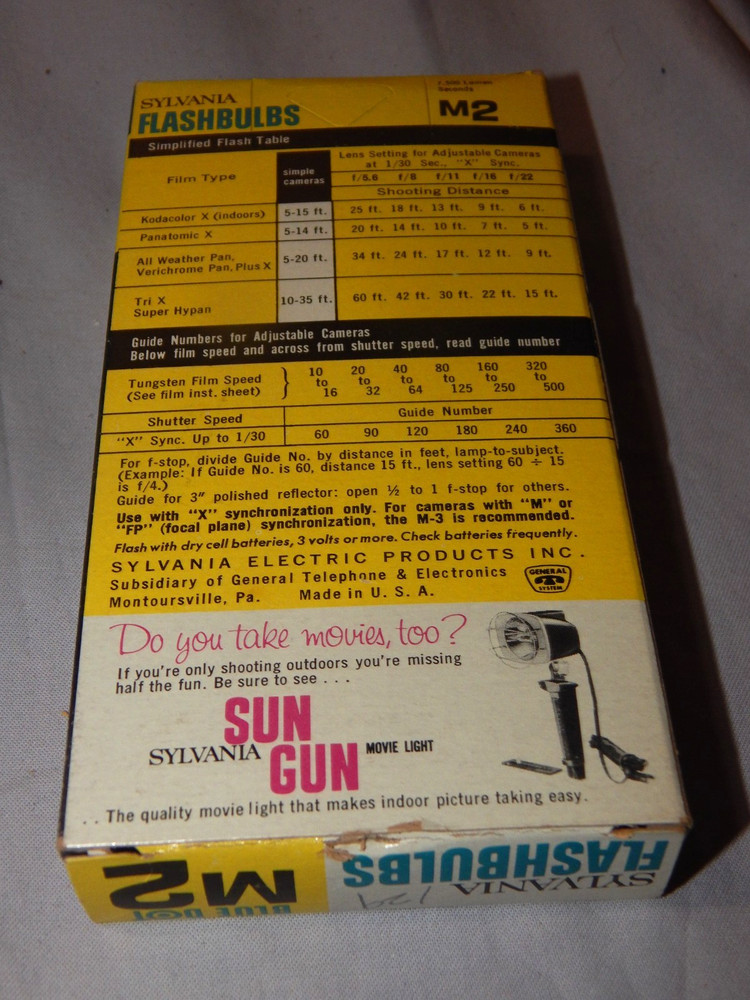 SYLVANIA
FLASHBULBS
Seconds
M2
Simplified Flash Table
Film Type
simple
cameras
Lens Setting for Adjustable Cameras
at 1/30 Sec., "X" Sync.
f/5.6 f/8 f/11 f/16 f/22
Shooting Distance
Kodacolor X (indoors) 5-15 ft. 25 ft. 18 ft. 13 ft. 9 ft. 6 ft.
Panatomic X 5-14 ft. 20 ft. 14 ft. 10 ft. 7 ft. 5 ft.
All Weather Pan,
Verichrome Pan, Plus X 5-20 ft. 34 ft. 24 ft. 17 ft. 12 ft. 9 ft.
Tri X
Super Hypan 10-35 ft. 60 ft. 42 ft. 30 ft. 22 ft. 15 ft.
Guide Numbers for Adjustable Cameras
Below film speed and across from shutter speed, read guide number
Tungsten Film Speed
(See film inst. sheet)
10 20 40 80 160 320
to to to to to to
16 32 64 125 250 500
Shutter Speed Guide Number
"X" Sync. Up to 1/30 60 90 120 180 240 360
For f-stop, divide Guide No. by distance in feet, lamp-to-subject.
(Example: If Guide No. is 60, distance 15 ft., lens setting 60 ÷ 15
is f/4.)
Guide for 3" polished reflector: open ½ to 1 f-stop for others.
Use with "X" synchronization only. For cameras with "M" or
"FP" (focal plane) synchronization, the M-3 is recommended.
Flash with dry cell batteries, 3 volts or more. Check batteries frequently.
SYLVANIA ELECTRIC PRODUCTS INC.
Subsidiary of General Telephone & Electronics
Montoursville, Pa. Made in U. S. A.
GENERAL
SYSTEM
Do you take movies, too?
If you're only shooting outdoors you're missing
half the fun. Be sure to see . . .
SYLVANIA SUN GUN MOVIE LIGHT
. . The quality movie light that makes indoor picture taking easy.
SYLVANIA
FLASHBULBS
BLUE DOT
M2